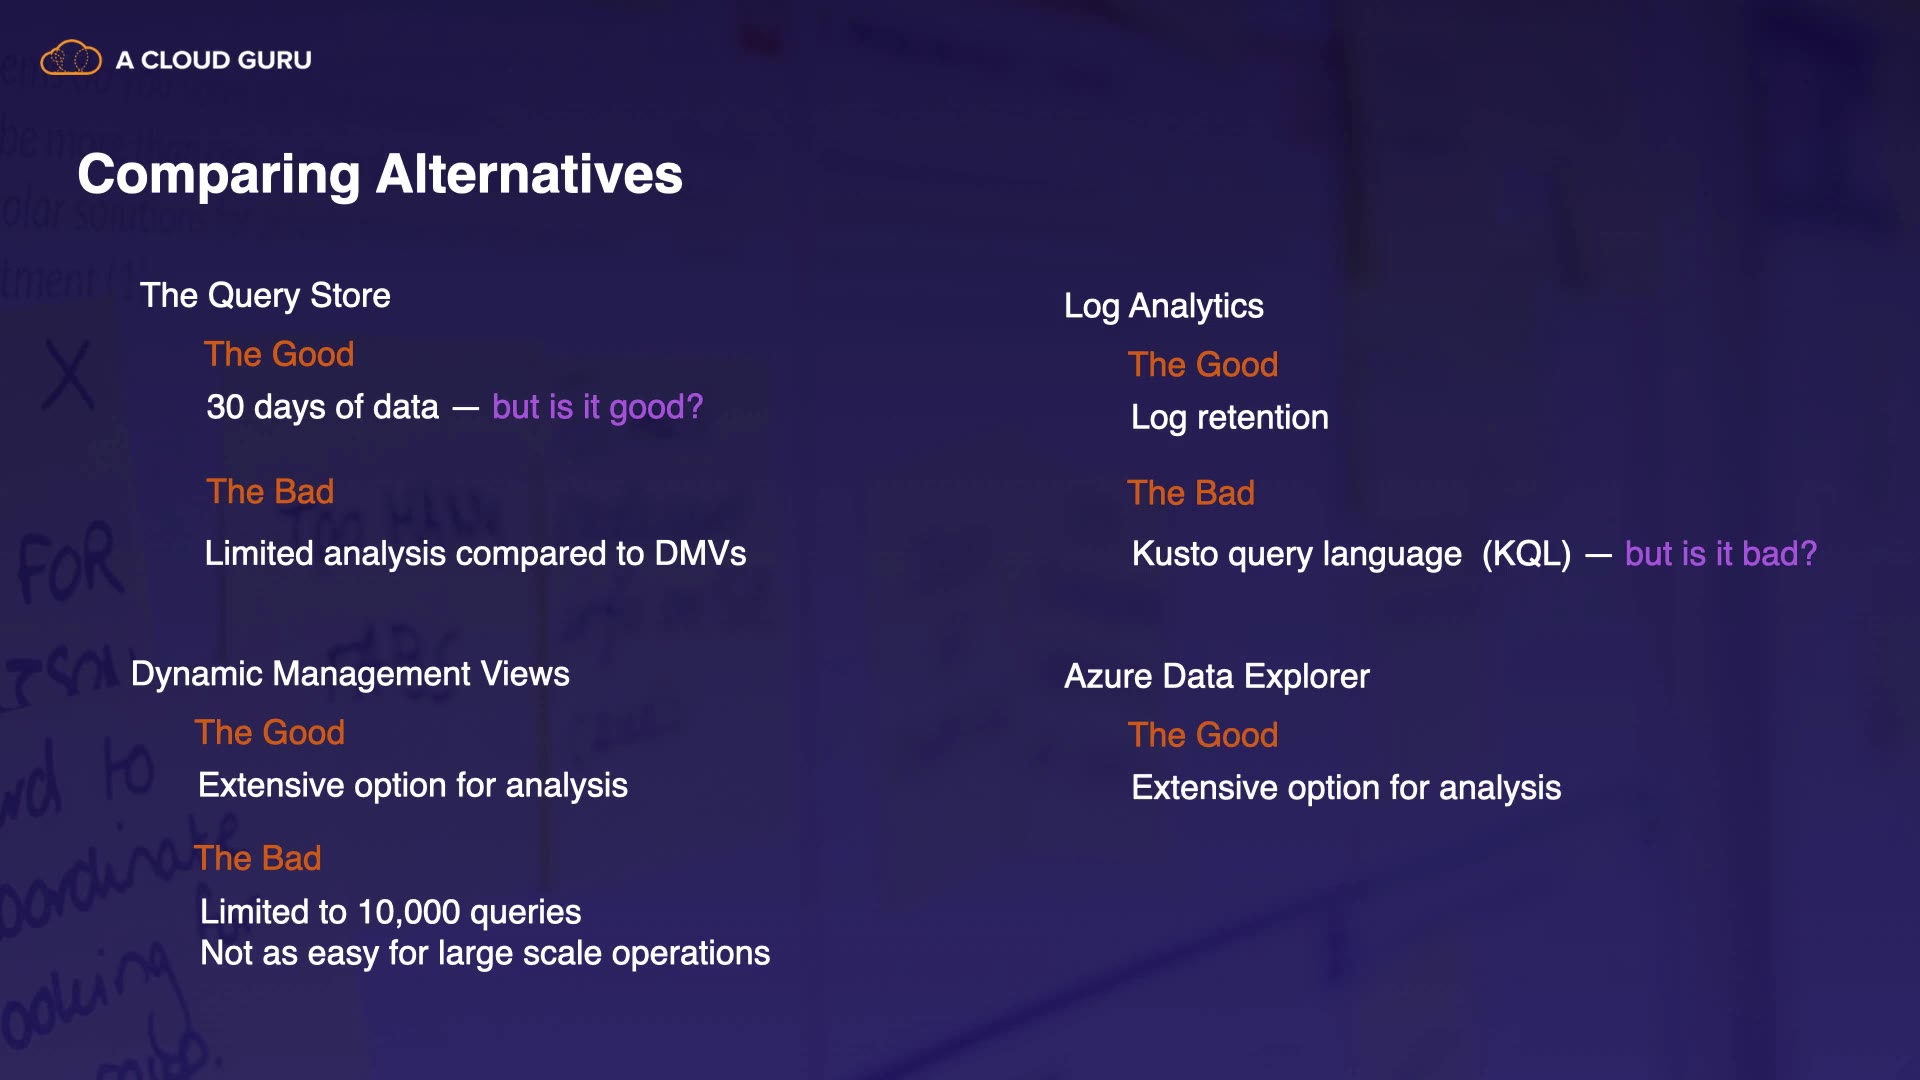 A CLOUD GURU
Comparing Alternatives
The Query Store
The Good
30 days of data — but is it good?
The Bad
Limited analysis compared to DMVs
Dynamic Management Views
The Good
Extensive option for analysis
The Bad
Limited to 10,000 queries
Not as easy for large scale operations
Log Analytics
The Good
Log retention
The Bad
Kusto query language (KQL) — but is it bad?
Azure Data Explorer
The Good
Extensive option for analysis
X
FOR
to